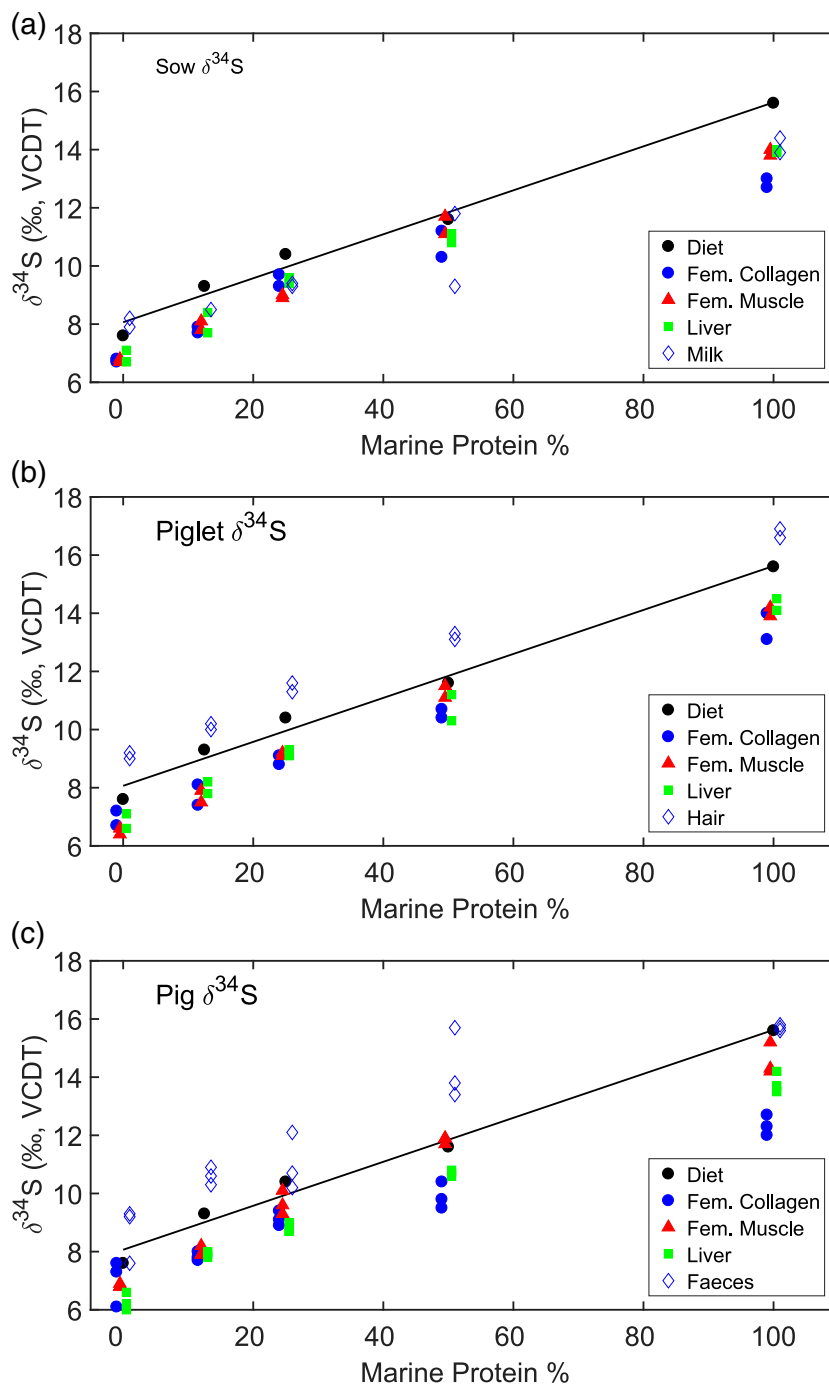 (a)
Sow δ³⁴S
18
16
14
12
10
8
6
δ³⁴S (‰, VCDT)
Diet
Fem. Collagen
Fem. Muscle
Liver
Milk
0 20 40 60 80 100
Marine Protein %
(b)
Piglet δ³⁴S
18
16
14
12
10
8
6
δ³⁴S (‰, VCDT)
Diet
Fem. Collagen
Fem. Muscle
Liver
Hair
0 20 40 60 80 100
Marine Protein %
(c)
Pig δ³⁴S
18
16
14
12
10
8
6
δ³⁴S (‰, VCDT)
Diet
Fem. Collagen
Fem. Muscle
Liver
Faeces
0 20 40 60 80 100
Marine Protein %